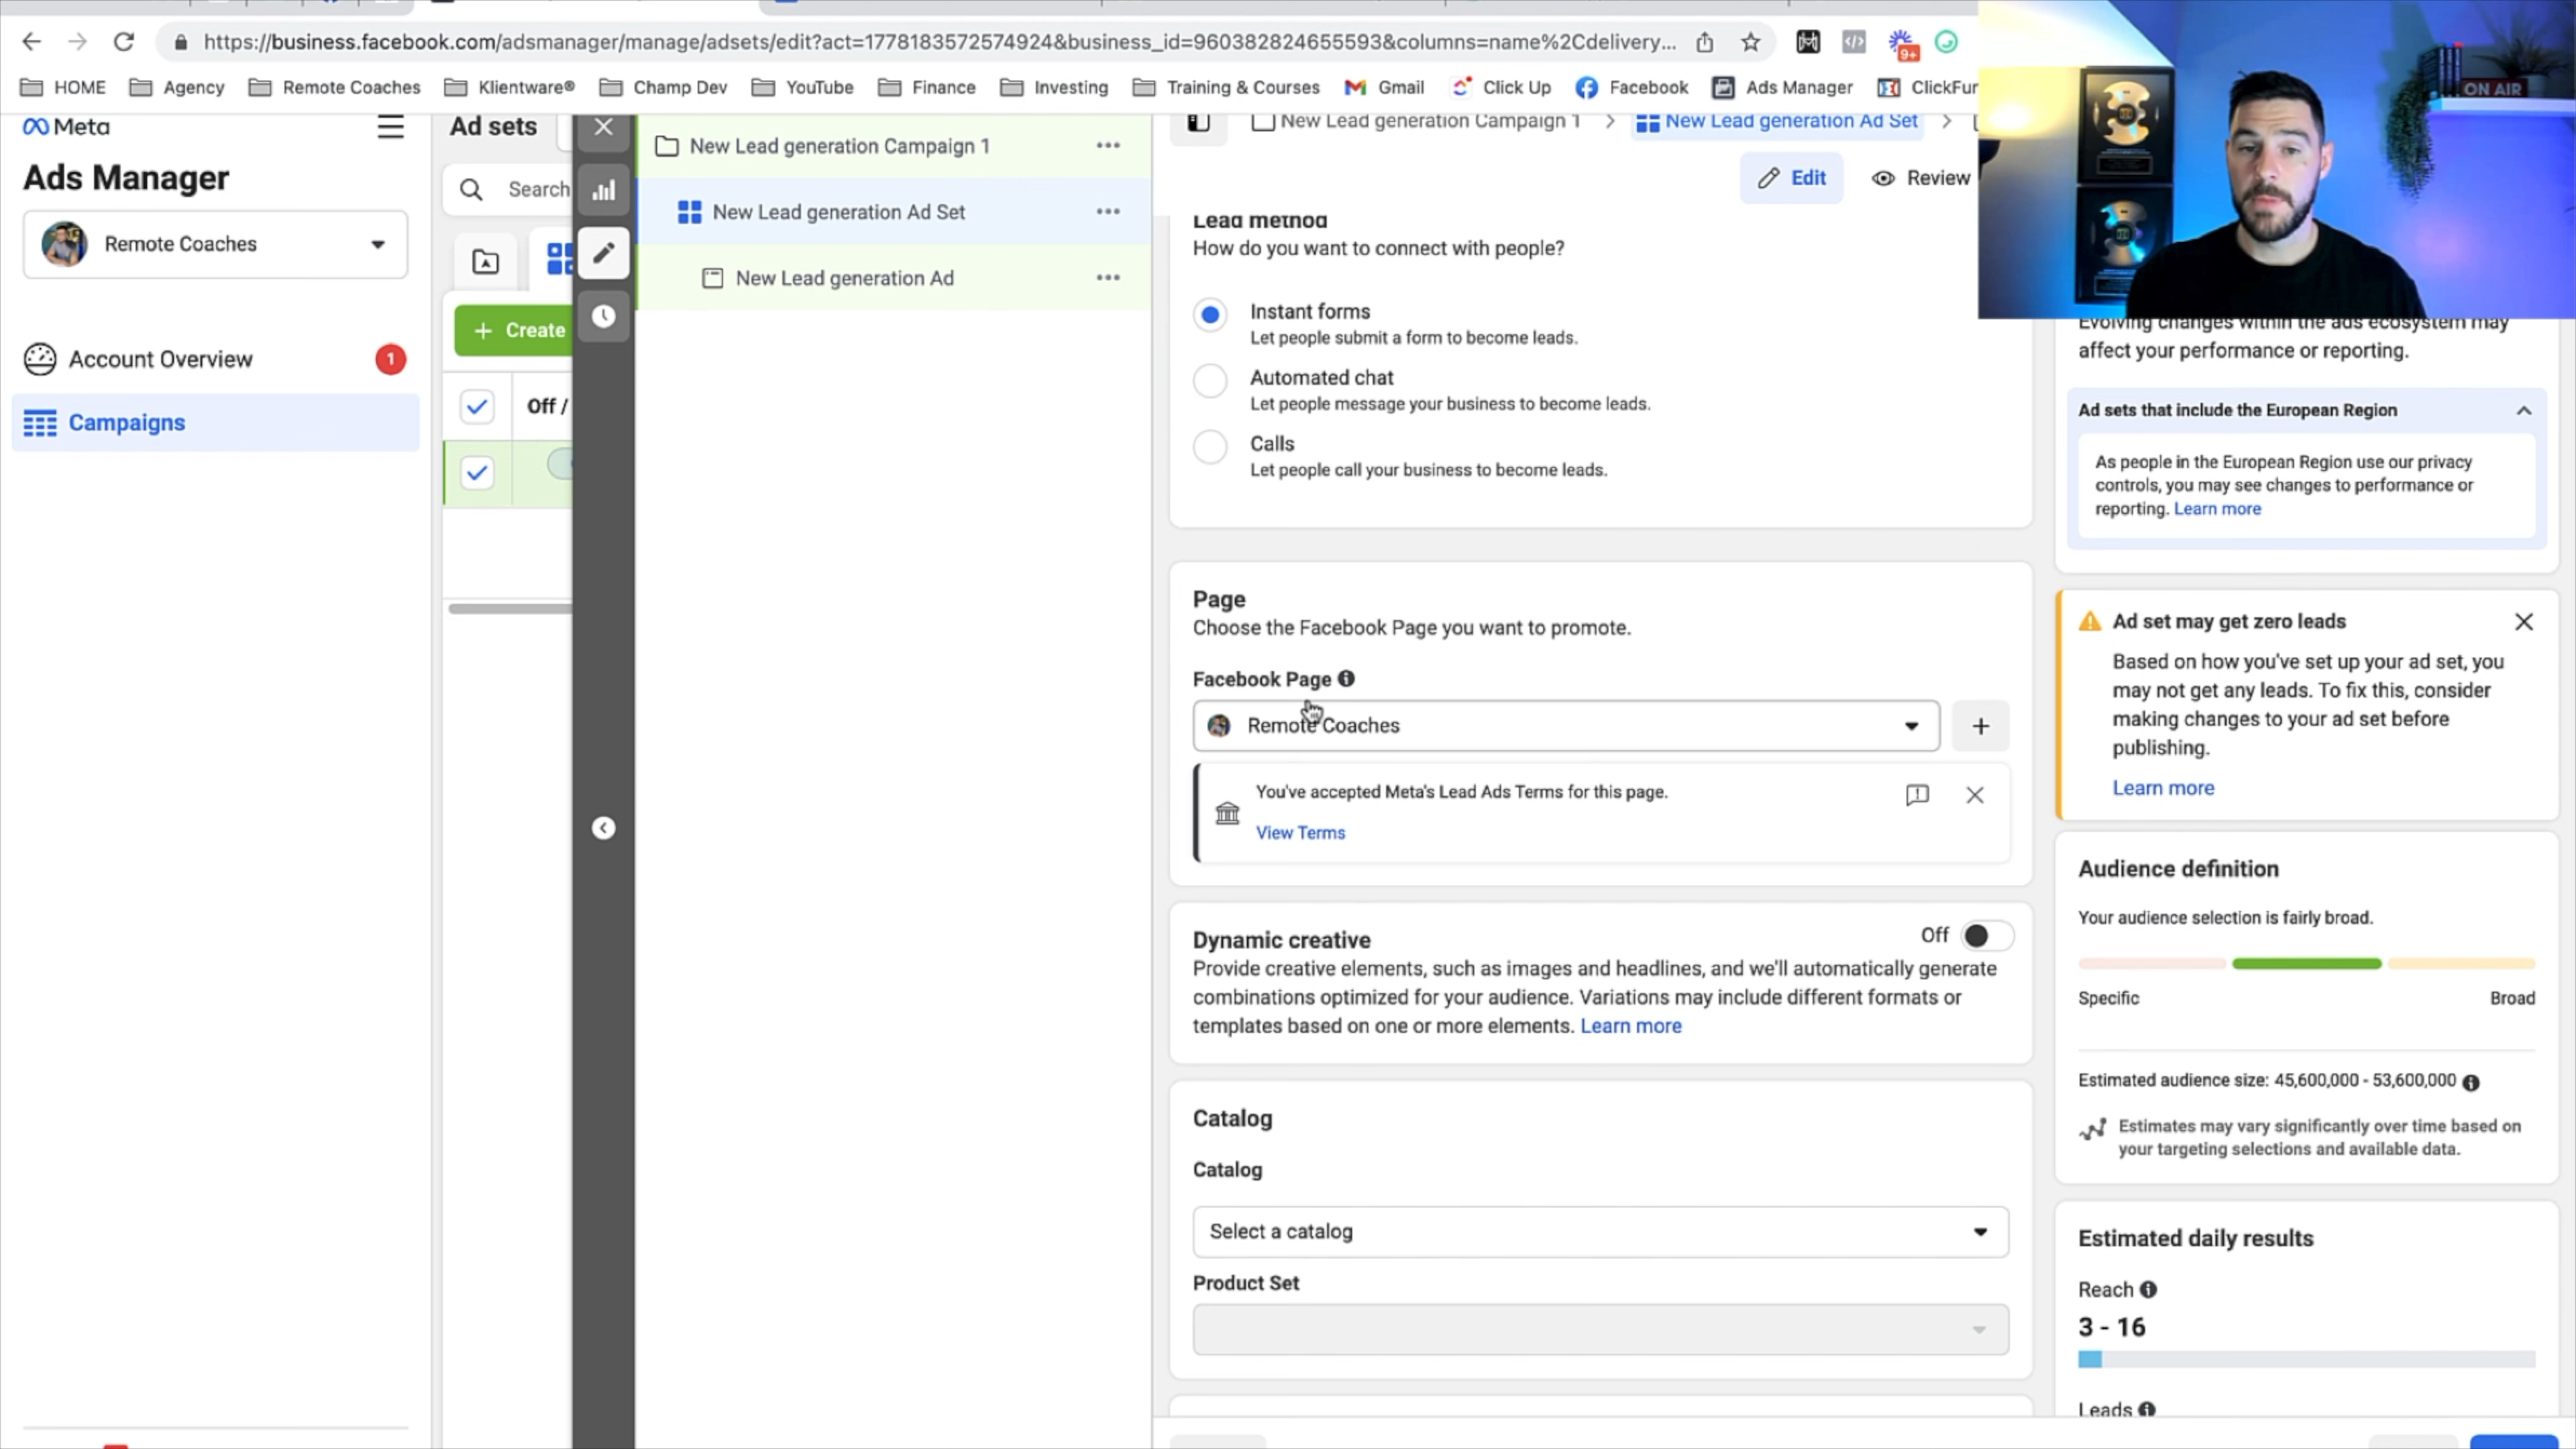 https://business.facebook.com/adsmanager/manage/adsets/edit?act=1778183572574924&business_id=960382824655593&columns=name%2Cdelivery...
9+
HOME
Agency
Remote Coaches
Klientware®
Champ Dev
YouTube
Finance
Investing
Training & Courses
Gmail
Click Up
Facebook
Ads Manager
ClickFun
ON AIR
Meta
Ads Manager
Remote Coaches
Account Overview
1
Campaigns
Ad sets
Search
+ Create
Off /
New Lead generation Campaign 1
New Lead generation Ad Set
New Lead generation Ad
New Lead generation Campaign 1 > New Lead generation Ad Set >
Edit
Review
Lead method
How do you want to connect with people?
Instant forms
Let people submit a form to become leads.
Automated chat
Let people message your business to become leads.
Calls
Let people call your business to become leads.
Page
Choose the Facebook Page you want to promote.
Facebook Page
Remote Coaches
You've accepted Meta's Lead Ads Terms for this page.
View Terms
Dynamic creative
Off
Provide creative elements, such as images and headlines, and we'll automatically generate
combinations optimized for your audience. Variations may include different formats or
templates based on one or more elements. Learn more
Catalog
Catalog
Select a catalog
Product Set
Evolving changes within the ads ecosystem may
affect your performance or reporting.
Ad sets that include the European Region
As people in the European Region use our privacy
controls, you may see changes to performance or
reporting. Learn more
Ad set may get zero leads
Based on how you've set up your ad set, you
may not get any leads. To fix this, consider
making changes to your ad set before
publishing.
Learn more
Audience definition
Your audience selection is fairly broad.
Specific
Broad
Estimated audience size: 45,600,000 - 53,600,000
Estimates may vary significantly over time based on
your targeting selections and available data.
Estimated daily results
Reach
3 - 16
Leads